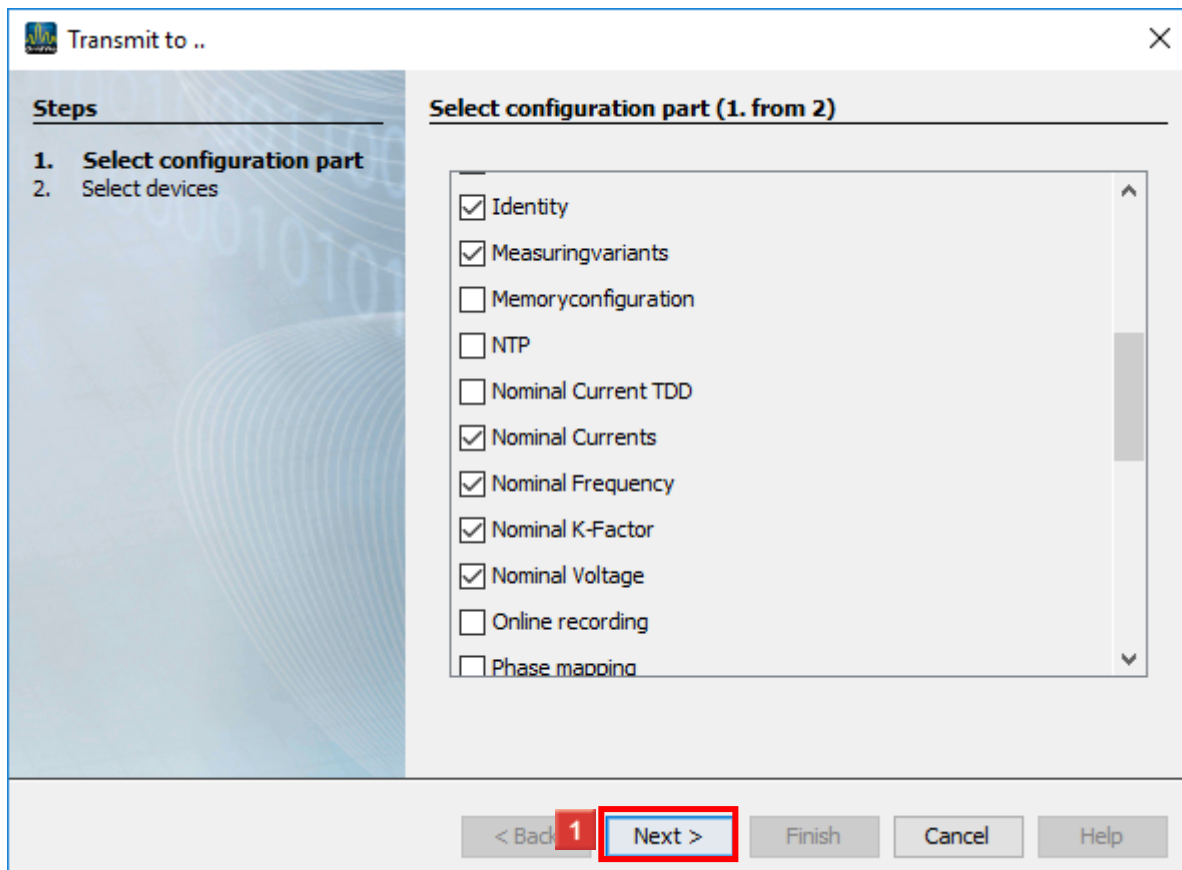 Transmit to ..
Steps
1. Select configuration part
2. Select devices
Select configuration part (1. from 2)
Identity
Measuringvariants
Memoryconfiguration
NTP
Nominal Current TDD
Nominal Currents
Nominal Frequency
Nominal K-Factor
Nominal Voltage
Online recording
Phase mapping
< Back 1 Next > Finish Cancel Help